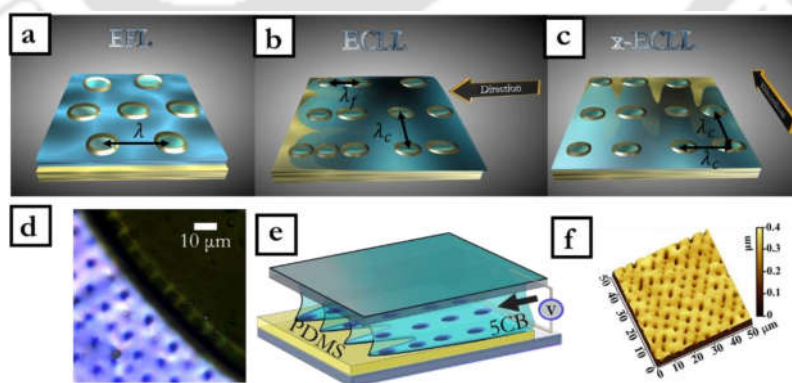 a
EFL
λ
b
ECLL
λf
λc
Direction
c
x-ECLL
λc
λc
d
10 μm
e
PDMS
5CB
V
f
μm
0.4
0.3
0.2
0.1
0
50
40
30
20
10
0
0
10
20
30
40
50
μm